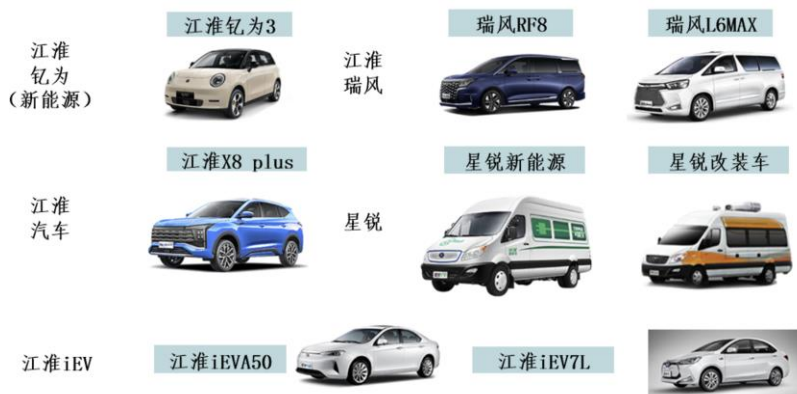 江淮钇为3
瑞风RF8
瑞风L6MAX
江淮
钇为
（新能源）
江淮
瑞风
江淮X8 plus
星锐新能源
星锐改装车
江淮
汽车
星锐
江淮iEV
江淮iEVA50
江淮iEV7L